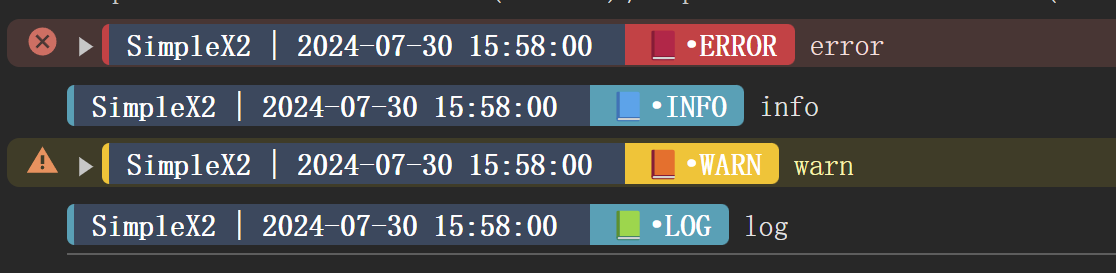 SimpleX2 | 2024-07-30 15:58:00 📕•ERROR error
SimpleX2 | 2024-07-30 15:58:00 📘•INFO info
SimpleX2 | 2024-07-30 15:58:00 📙•WARN warn
SimpleX2 | 2024-07-30 15:58:00 📗•LOG log